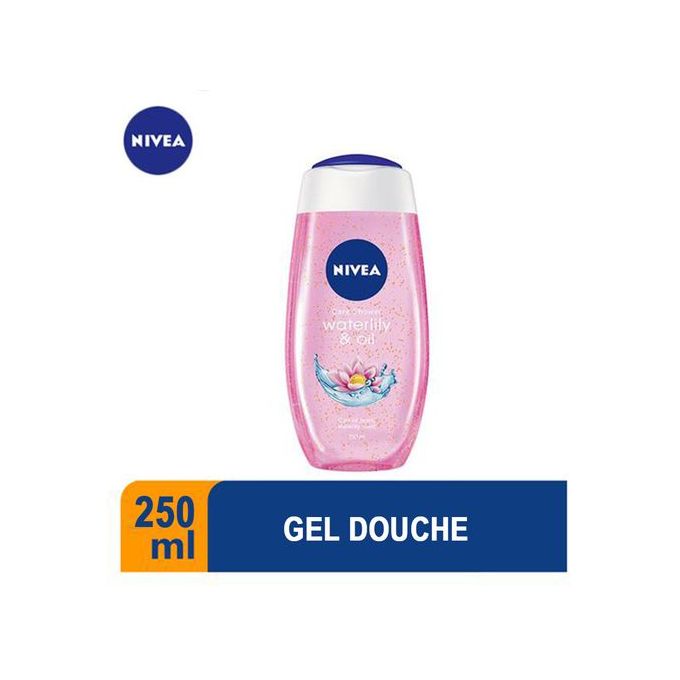 NIVEA
NIVEA
Care Shower
waterlily
& oil
250
ml
GEL DOUCHE